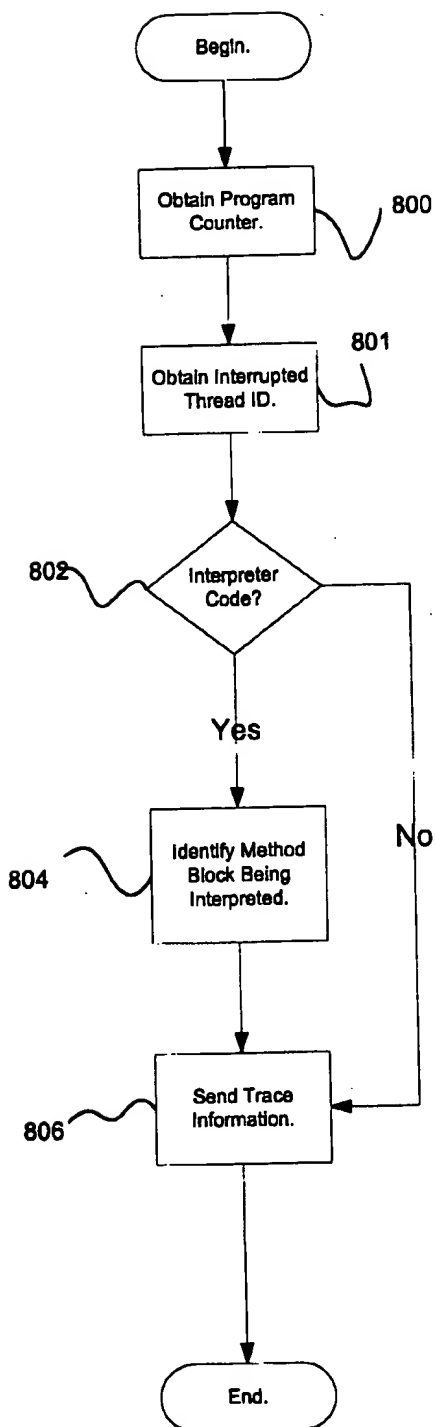 Begin.
Obtain Program
Counter.
800
801
Obtain Interrupted
Thread ID.
802
Interpreter
Code?
Yes
No
Identify Method
Block Being
Interpreted.
804
Send Trace
Information.
806
End.